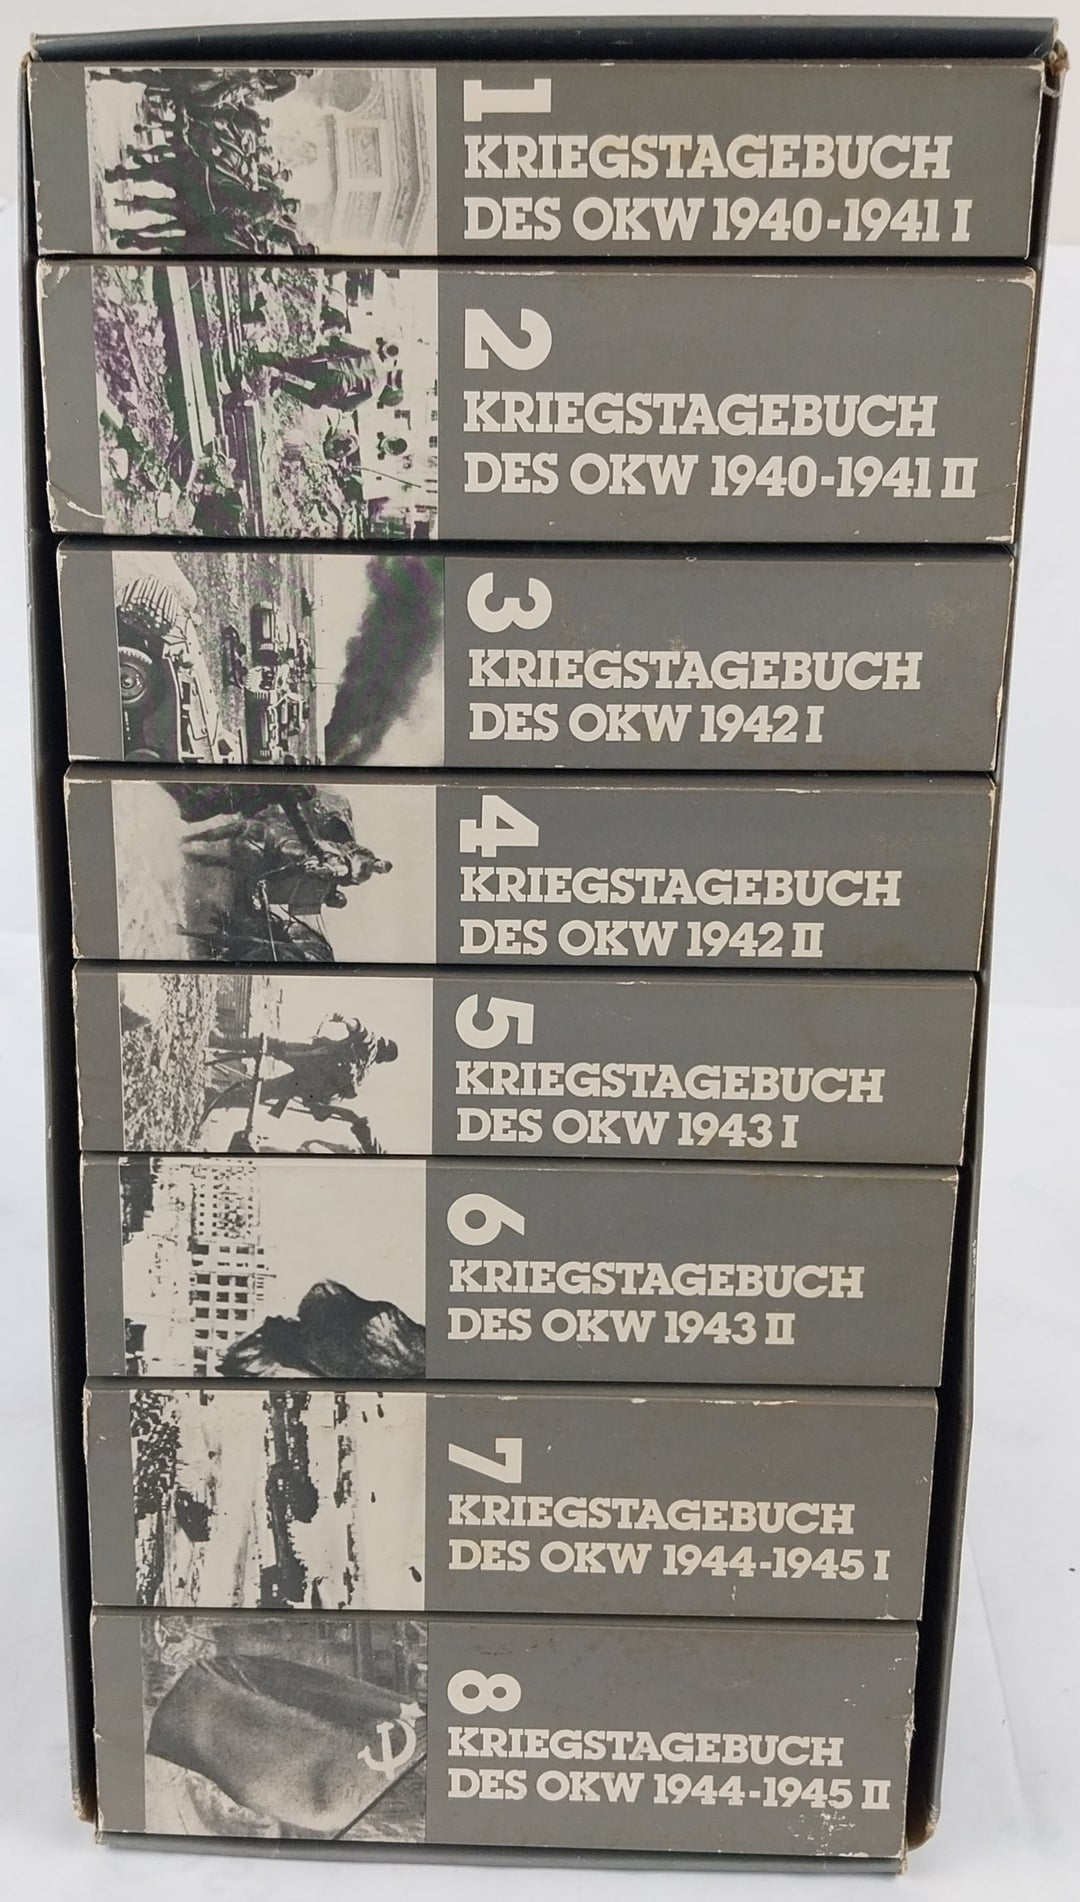 1
KRIEGSTAGEBUCH
DES OKW 1940-1941 I
2
KRIEGSTAGEBUCH
DES OKW 1940-1941 II
3
KRIEGSTAGEBUCH
DES OKW 1942 I
4
KRIEGSTAGEBUCH
DES OKW 1942 II
5
KRIEGSTAGEBUCH
DES OKW 1943 I
6
KRIEGSTAGEBUCH
DES OKW 1943 II
7
KRIEGSTAGEBUCH
DES OKW 1944-1945 I
8
KRIEGSTAGEBUCH
DES OKW 1944-1945 II